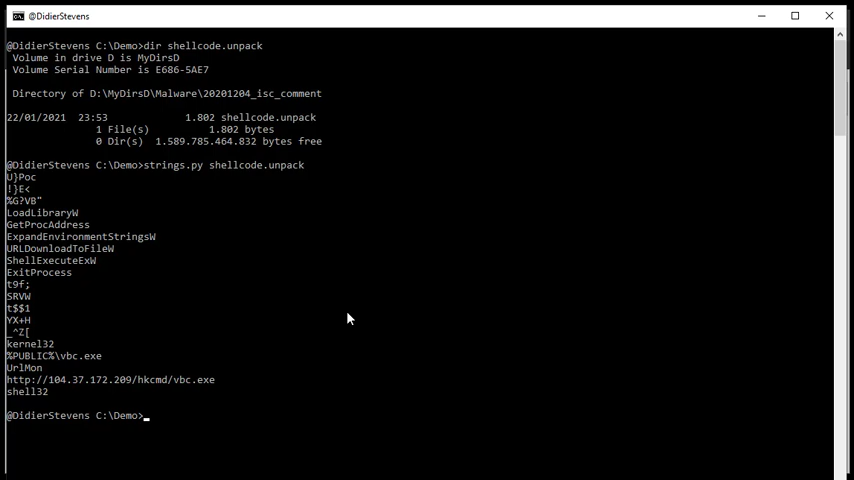 @DidierStevens
@DidierStevens C:\Demo>dir shellcode.unpack
Volume in drive D is MyDirsD
Volume Serial Number is E686-5AE7
Directory of D:\MyDirsD\Malware\20201204_isc_comment
22/01/2021 23:53 1.802 shellcode.unpack
1 File(s) 1.802 bytes
0 Dir(s) 1.589.785.464.832 bytes free
@DidierStevens C:\Demo>strings.py shellcode.unpack
U}Poc
!}E<
%G?VB"
LoadLibraryW
GetProcAddress
ExpandEnvironmentStringsW
URLDownloadToFileW
ShellExecuteExW
ExitProcess
t9f;
SRVW
t$$1
YX+H
_^Z[
kernel32
%PUBLIC%\vbc.exe
UrlMon
http://104.37.172.209/hkcmd/vbc.exe
shell32
@DidierStevens C:\Demo>